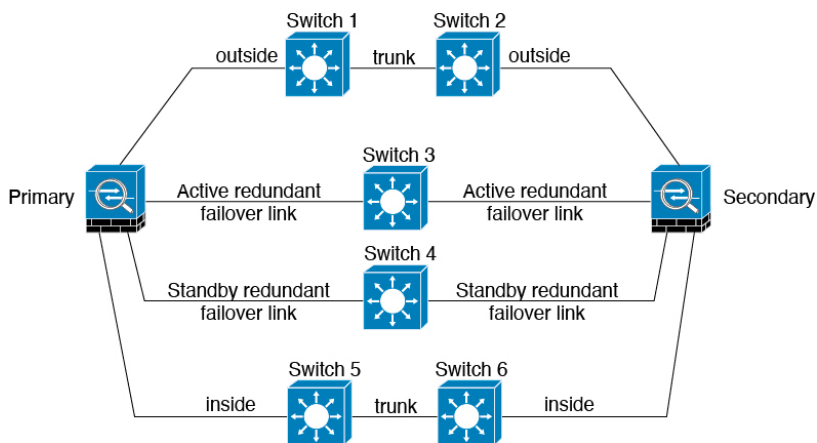 Switch 1
Switch 2
outside
trunk
outside
Switch 3
Primary
Active redundant
failover link
Active redundant
failover link
Secondary
Switch 4
Standby redundant
failover link
Standby redundant
failover link
Switch 5
Switch 6
inside
trunk
inside